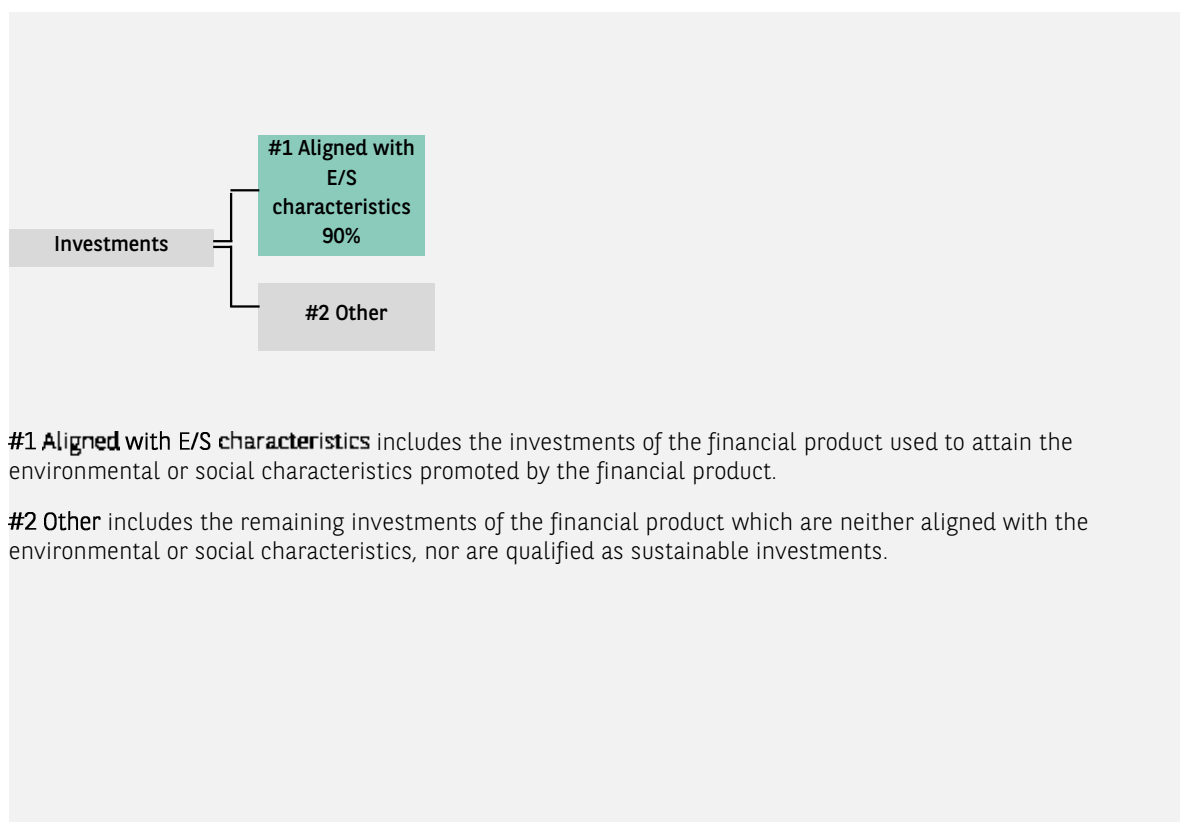 #1 Aligned with
E/S
characteristics
90%
Investments
#2 Other
#1 Aligned with E/S characteristics includes the investments of the financial product used to attain the
environmental or social characteristics promoted by the financial product.
#2 Other includes the remaining investments of the financial product which are neither aligned with the
environmental or social characteristics, nor are qualified as sustainable investments.